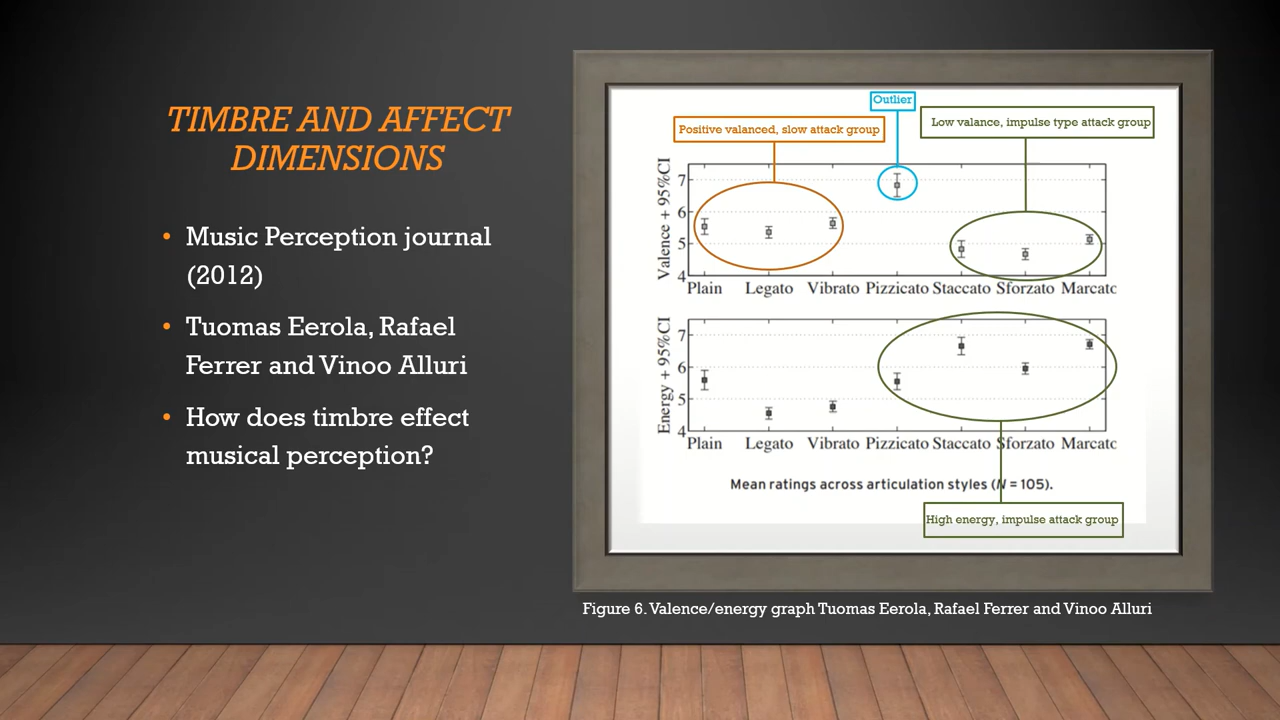 TIMBRE AND AFFECT
DIMENSIONS
• Music Perception journal
(2012)
• Tuomas Eerola, Rafael
Ferrer and Vinoo Alluri
• How does timbre effect
musical perception?
Outlier
Positive valanced, slow attack group
Low valance, impulse type attack group
Valence + 95%CI
7
6
5
4
Plain Legato Vibrato Pizzicato Staccato Sforzato Marcato
Energy + 95%CI
7
6
5
4
Plain Legato Vibrato Pizzicato Staccato Sforzato Marcato
Mean ratings across articulation styles (N = 105).
High energy, impulse attack group
Figure 6. Valence/energy graph Tuomas Eerola, Rafael Ferrer and Vinoo Alluri